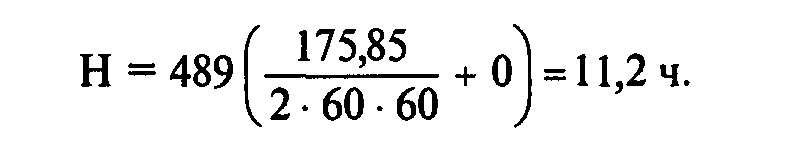 Н = 489 ( 175,85 / 2 · 60 · 60 + 0 ) = 11,2 ч.